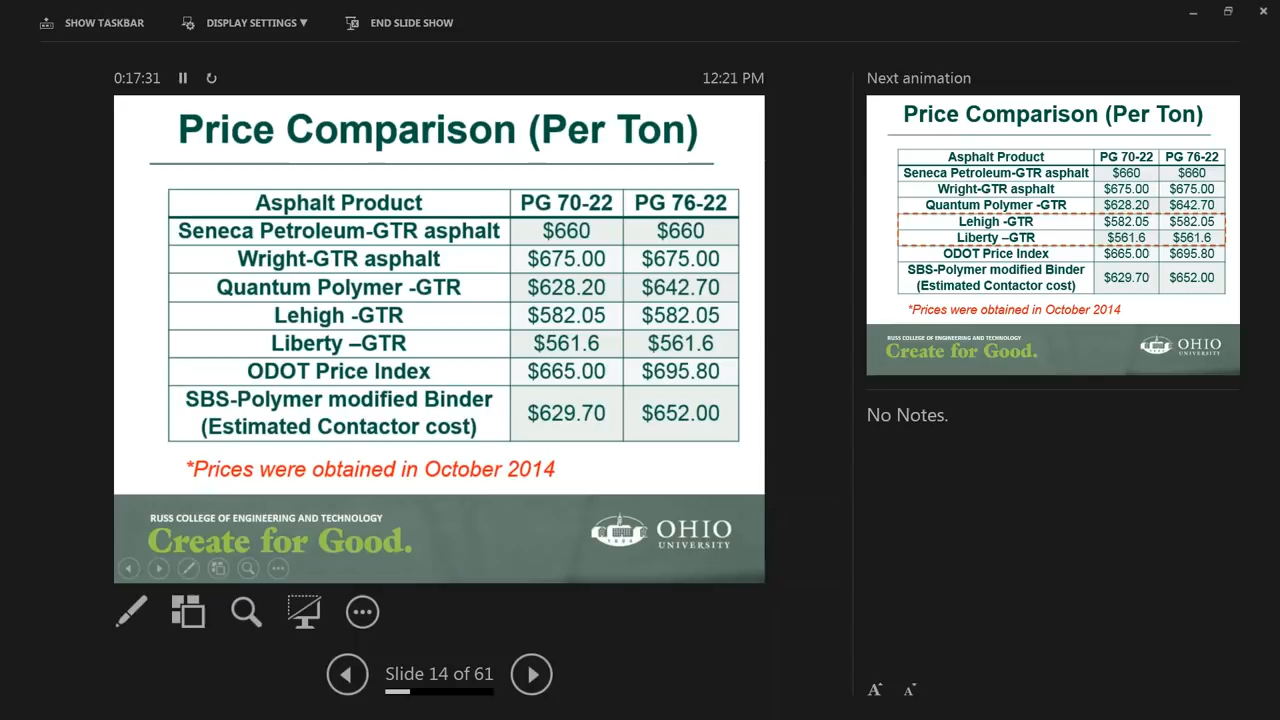 SHOW TASKBAR
DISPLAY SETTINGS ▼
END SLIDE SHOW
0:17:31
12:21 PM
Price Comparison (Per Ton)
Asphalt Product PG 70-22 PG 76-22
Seneca Petroleum-GTR asphalt $660 $660
Wright-GTR asphalt $675.00 $675.00
Quantum Polymer -GTR $628.20 $642.70
Lehigh -GTR $582.05 $582.05
Liberty –GTR $561.6 $561.6
ODOT Price Index $665.00 $695.80
SBS-Polymer modified Binder
(Estimated Contactor cost) $629.70 $652.00
*Prices were obtained in October 2014
RUSS COLLEGE OF ENGINEERING AND TECHNOLOGY
Create for Good.
OHIO
UNIVERSITY
Slide 14 of 61
Next animation
Price Comparison (Per Ton)
Asphalt Product PG 70-22 PG 76-22
Seneca Petroleum-GTR asphalt $660 $660
Wright-GTR asphalt $675.00 $675.00
Quantum Polymer -GTR $628.20 $642.70
Lehigh -GTR $582.05 $582.05
Liberty –GTR $561.6 $561.6
ODOT Price Index $665.00 $695.80
SBS-Polymer modified Binder
(Estimated Contactor cost) $629.70 $652.00
*Prices were obtained in October 2014
RUSS COLLEGE OF ENGINEERING AND TECHNOLOGY
Create for Good.
OHIO
UNIVERSITY
No Notes.
A A